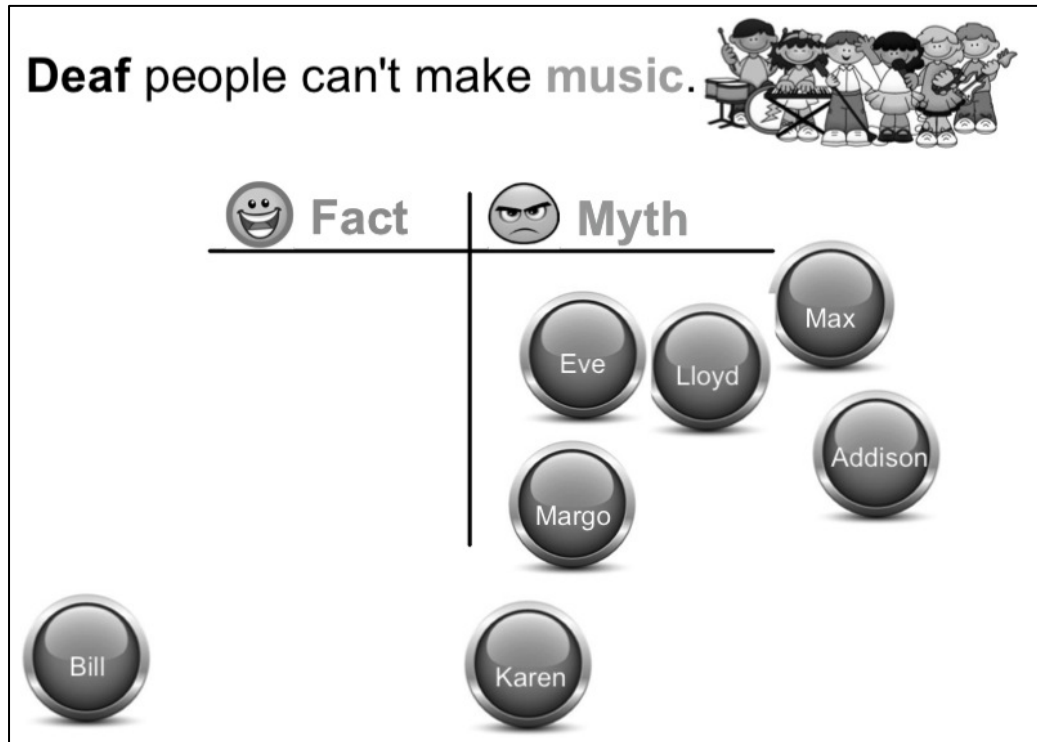 Deaf people can't make music.
Fact Myth
Max
Eve
Lloyd
Addison
Margo
Bill
Karen